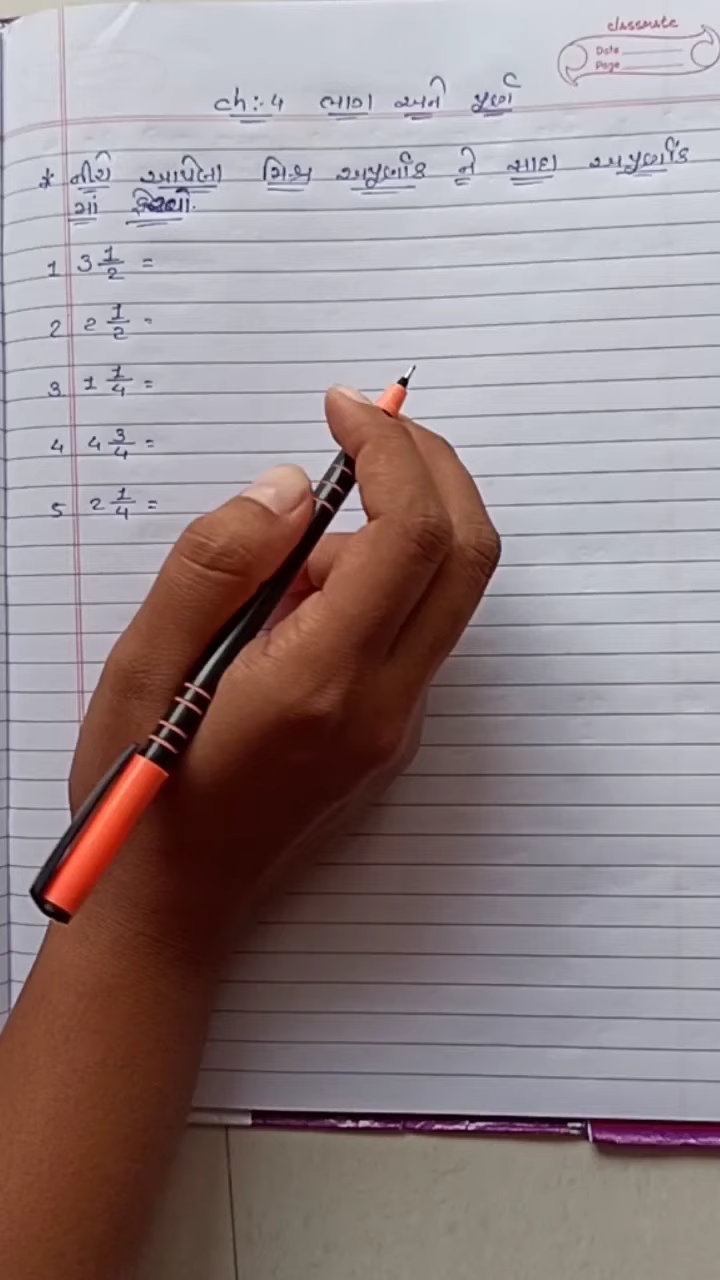 classmate
Date
Page
ch:-4 ભાગ અને પૂર્ણ
* નીચે આપેલા મિશ્ર અપૂર્ણાંક ને સાદા અપૂર્ણાંક
માં ફેરવો.
1 3 1/2 =
2 2 1/2 =
3 1 1/4 =
4 4 3/4 =
5 2 1/4 =